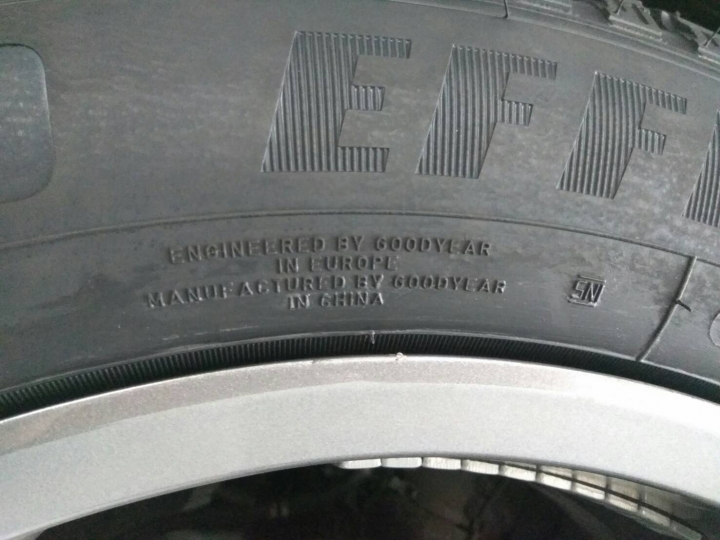 EFF
ENGINEERED BY GOODYEAR
IN EUROPE
MANUFACTURED BY GOODYEAR
IN CHINA
SN